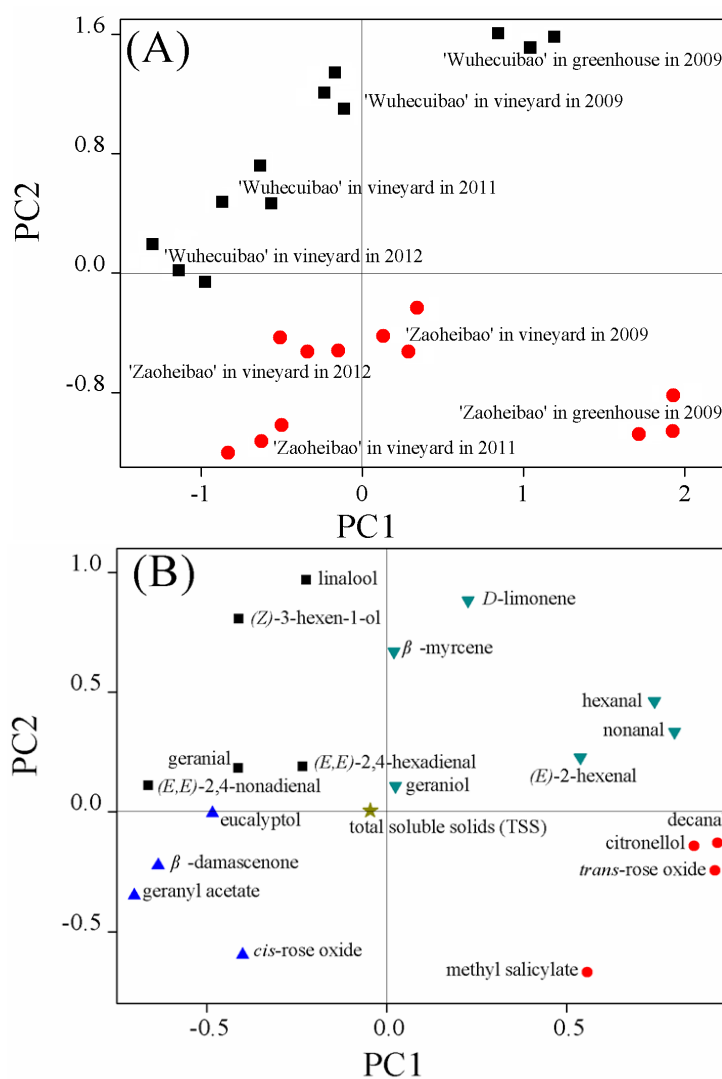 (A)
1.6
0.8
0.0
-0.8
PC2
'Wuhecuibao' in greenhouse in 2009
'Wuhecuibao' in vineyard in 2009
'Wuhecuibao' in vineyard in 2011
'Wuhecuibao' in vineyard in 2012
'Zaoheibao' in vineyard in 2009
'Zaoheibao' in vineyard in 2012
'Zaoheibao' in greenhouse in 2009
'Zaoheibao' in vineyard in 2011
-1 0 1 2
PC1
(B)
1.0
0.5
0.0
-0.5
PC2
linalool
D-limonene
(Z)-3-hexen-1-ol
β -myrcene
hexanal
nonanal
geranial
(E,E)-2,4-hexadienal
(E)-2-hexenal
(E,E)-2,4-nonadienal
geraniol
eucalyptol
total soluble solids (TSS)
decana
citronellol
β -damascenone
trans-rose oxide
geranyl acetate
cis-rose oxide
methyl salicylate
-0.5 0.0 0.5
PC1